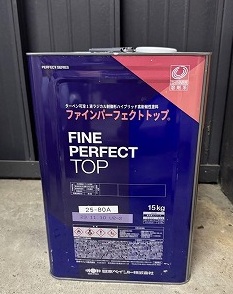 PERFECT SERIES
ターペン可溶1液ラジカル制御形ハイブリッド高耐候性塗料
ファインパーフェクトトップ®
FINE
PERFECT
TOP
25-80A
15kg
日本ペイント株式会社